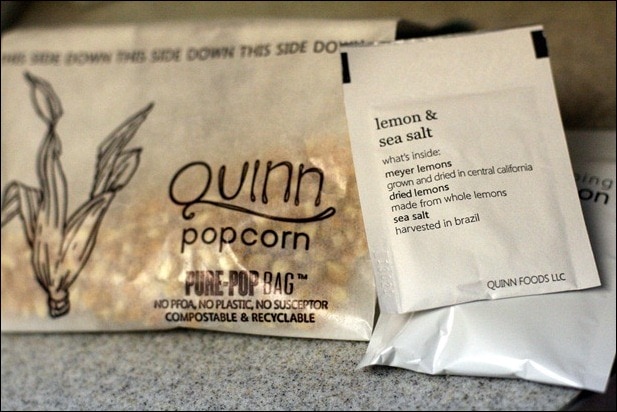 THIS SIDE DOWN THIS SIDE DOWN THIS SIDE DOWN
Quinn
popcorn
PURE-POP BAG™
NO PFOA, NO PLASTIC, NO SUSCEPTOR
COMPOSTABLE & RECYCLABLE
lemon &
sea salt
what's inside:
meyer lemons
grown and dried in central california
dried lemons
made from whole lemons
sea salt
harvested in brazil
QUINN FOODS LLC